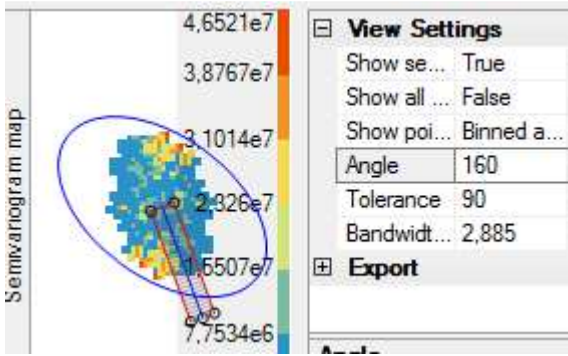 4,6521e7
3,8767e7
3,1014e7
2,326e7
1,5507e7
7,7534e6
Semivariogram map
View Settings
Show se... True
Show all ... False
Show poi... Binned a...
Angle 160
Tolerance 90
Bandwidt... 2,885
Export
Angle